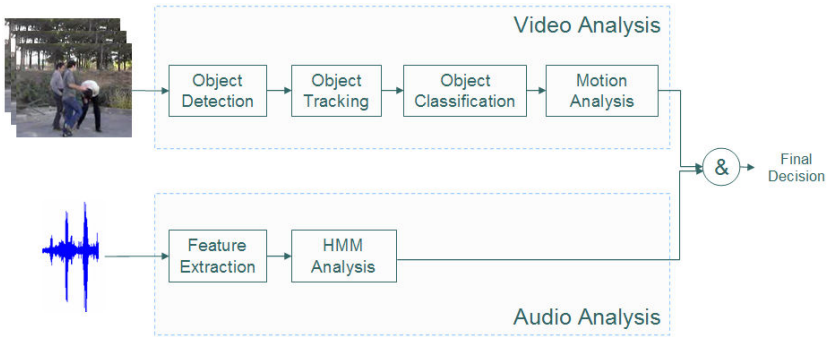 Video Analysis
Object
Detection
Object
Tracking
Object
Classification
Motion
Analysis
&
Final
Decision
Feature
Extraction
HMM
Analysis
Audio Analysis